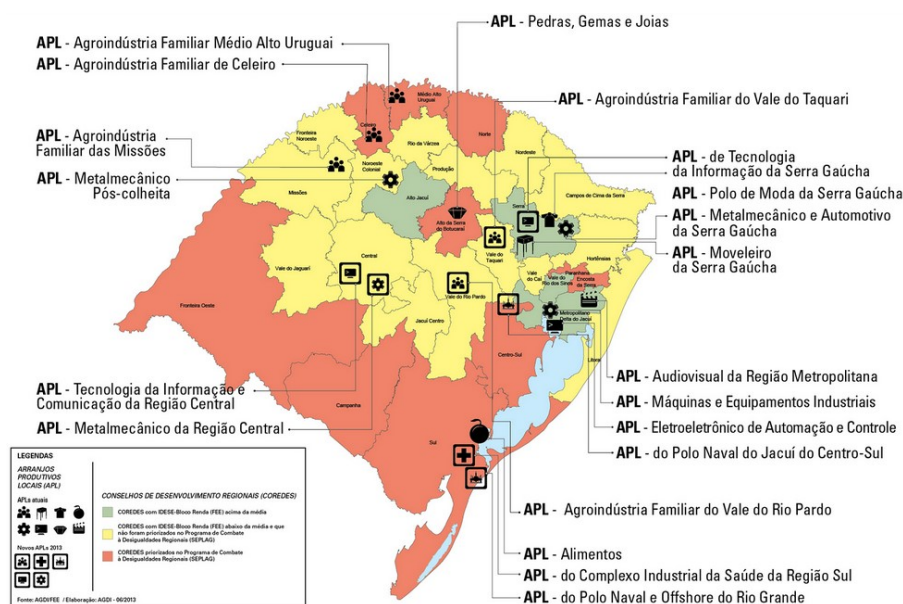 APL - Pedras, Gemas e Joias
APL - Agroindústria Familiar Médio Alto Uruguai
APL - Agroindústria Familiar de Celeiro
APL - Agroindústria Familiar do Vale do Taquari
APL - Agroindústria
Familiar das Missões
APL - Metalmecânico
Pós-colheita
APL - de Tecnologia
da Informação da Serra Gaúcha
APL - Polo de Moda da Serra Gaúcha
APL - Metalmecânico e Automotivo
da Serra Gaúcha
APL - Moveleiro
da Serra Gaúcha
Médio Alto
Uruguai
Celeiro
Norte
Fronteira
Noroeste
Rio da Várzea
Nordeste
Noroeste
Colonial
Produção
Missões
Alto Jacuí
Serra
Campos de Cima da Serra
Alto da Serra
do Botucaraí
Vale do
Taquari
Hortênsias
Central
Vale do Jaguarí
Vale do Caí
Vale do
Rio dos Sinos
Paranhana
Encosta
da Serra
Fronteira Oeste
Vale do Rio Pardo
Metropolitano
Delta do Jacuí
Jacuí Centro
Centro-Sul
Litoral
Campanha
Sul
APL - Tecnologia da Informação e
Comunicação da Região Central
APL - Metalmecânico da Região Central
APL - Audiovisual da Região Metropolitana
APL - Máquinas e Equipamentos Industriais
APL - Eletroeletrônico de Automação e Controle
APL - do Polo Naval do Jacuí do Centro-Sul
APL - Agroindústria Familiar do Vale do Rio Pardo
APL - Alimentos
APL - do Complexo Industrial da Saúde da Região Sul
APL - do Polo Naval e Offshore do Rio Grande
LEGENDAS
ARRANJOS
PRODUTIVOS
LOCAIS (APL)
APLs atuais
Novos APLs 2013
CONSELHOS DE DESENVOLVIMENTO REGIONAIS (COREDES)
COREDES com IDESE-Bloco Renda (FEE) acima da média
COREDES com IDESE-Bloco Renda (FEE) abaixo da média e que
não foram priorizados no Programa de Combate
à Desigualdades Regionais (SEPLAG)
COREDES priorizados no Programa de Combate
à Desigualdades Regionais (SEPLAG)
Fonte: AGDI/FEE / Elaboração: AGDI - 06/2013